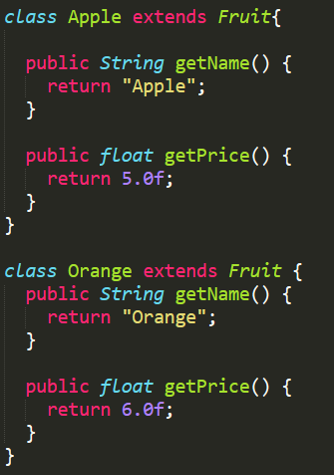 class Apple extends Fruit{
public String getName() {
return "Apple";
}
public float getPrice() {
return 5.0f;
}
}
class Orange extends Fruit {
public String getName() {
return "Orange";
}
public float getPrice() {
return 6.0f;
}
}